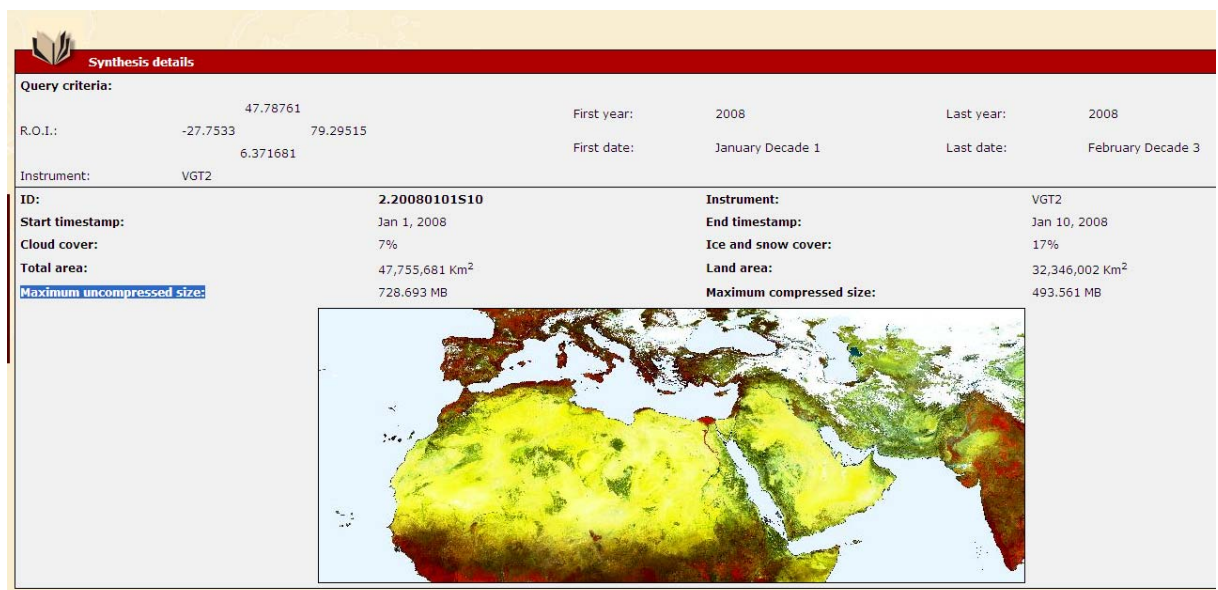 Synthesis details
Query criteria:
47.78761
First year: 2008 Last year: 2008
R.O.I.: -27.7533 79.29515
First date: January Decade 1 Last date: February Decade 3
6.371681
Instrument: VGT2
ID: 2.20080101S10 Instrument: VGT2
Start timestamp: Jan 1, 2008 End timestamp: Jan 10, 2008
Cloud cover: 7% Ice and snow cover: 17%
Total area: 47,755,681 Km² Land area: 32,346,002 Km²
Maximum uncompressed size: 728.693 MB Maximum compressed size: 493.561 MB